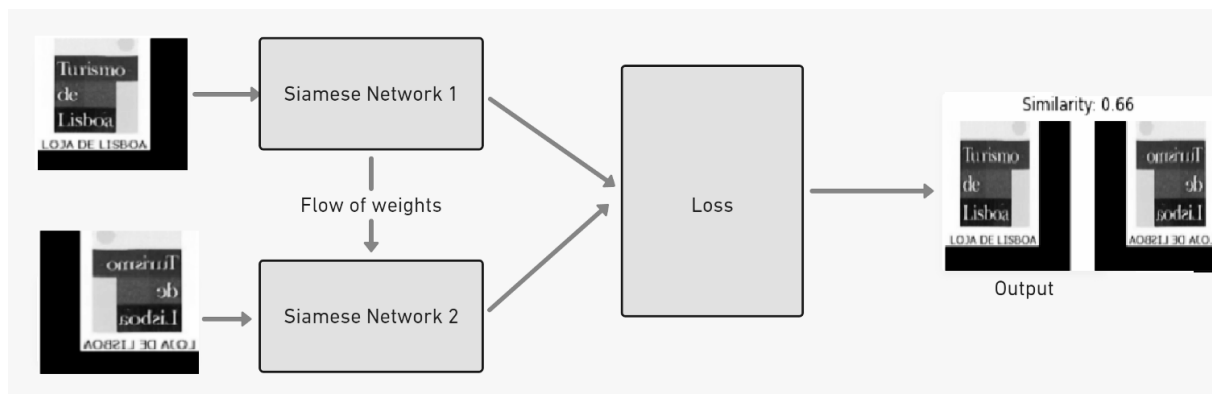 Turismo
de
Lisboa
LOJA DE LISBOA
Siamese Network 1
Flow of weights
Turismo
de
Lisboa
LOJA DE LISBOA
Siamese Network 2
Loss
Similarity: 0.66
Turismo
de
Lisboa
LOJA DE LISBOA
Turismo
de
Lisboa
LOJA DE LISBOA
Output